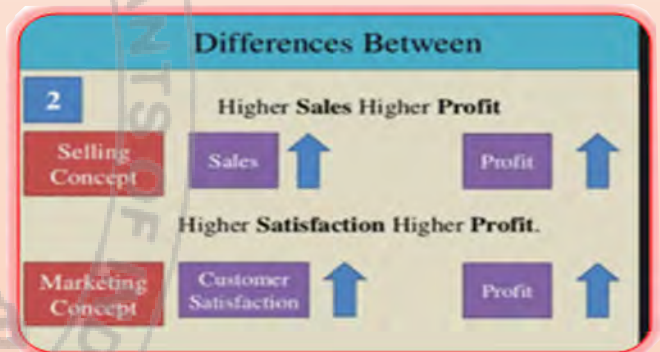 Differences Between
2
Higher Sales Higher Profit
Selling
Concept
Sales
Profit
Higher Satisfaction Higher Profit.
Marketing
Concept
Customer
Satisfaction
Profit